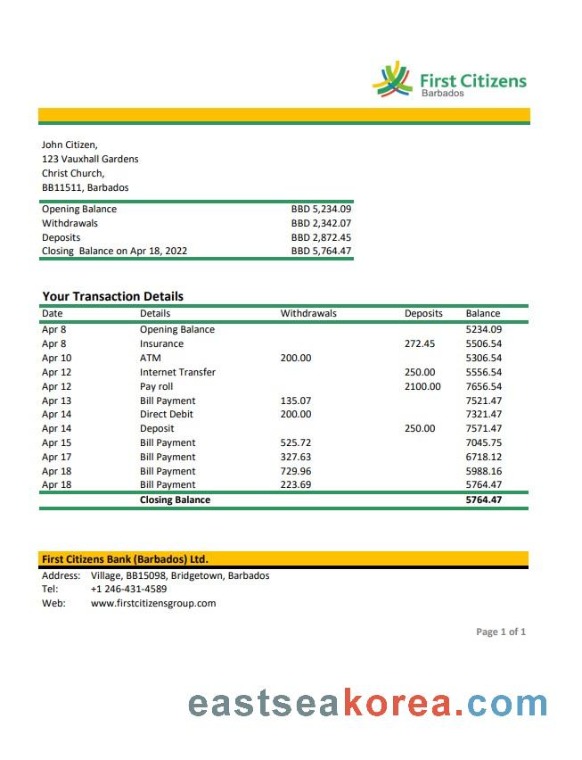 First Citizens
Barbados
John Citizen,
123 Vauxhall Gardens
Christ Church,
BB11511, Barbados
Opening Balance BBD 5,234.09
Withdrawals BBD 2,342.07
Deposits BBD 2,872.45
Closing Balance on Apr 18, 2022 BBD 5,764.47
Your Transaction Details
Date Details Withdrawals Deposits Balance
Apr 8 Opening Balance 5234.09
Apr 8 Insurance 272.45 5506.54
Apr 10 ATM 200.00 5306.54
Apr 12 Internet Transfer 250.00 5556.54
Apr 12 Pay roll 2100.00 7656.54
Apr 13 Bill Payment 135.07 7521.47
Apr 14 Direct Debit 200.00 7321.47
Apr 14 Deposit 250.00 7571.47
Apr 15 Bill Payment 525.72 7045.75
Apr 17 Bill Payment 327.63 6718.12
Apr 18 Bill Payment 729.96 5988.16
Apr 18 Bill Payment 223.69 5764.47
Closing Balance 5764.47
First Citizens Bank (Barbados) Ltd.
Address: Village, BB15098, Bridgetown, Barbados
Tel: +1 246-431-4589
Web: www.firstcitizensgroup.com
Page 1 of 1
eastseakorea.com